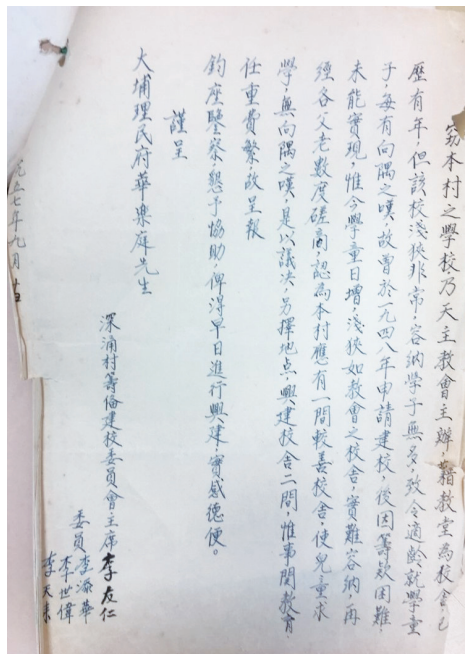 竊本村之學校乃天主教會主辦,藉教堂為校舍已
歷有年,但該校淺狹非常,容納學子無多,致令適齡就學童
子,每有向隅之嘆,故曾於一九四八年申請建校,後因籌款困難,
未能實現,惟今學童日增,淺狹如教會之校舍,實難容納,再
經各父老數度磋商,認為本村應有一間較善校舍,使兒童求
學,無向隅之嘆,是以議決,另擇地点,興建校舍二間,惟事關教育,
任重費繁,故呈報
鈞座鑒察,懇予協助,俾得早日進行興建,實感德便。
謹呈
大埔理民府華樂庭先生
深涌村籌備建校委員會主席 李友仁
委員 李添華
李世偉
李天來
五七年九月